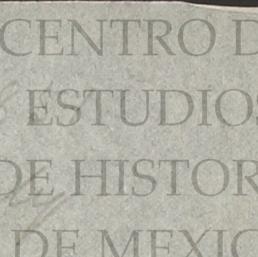 CENTRO D
ESTUDIOS
DE HISTOR
DE MEXIC